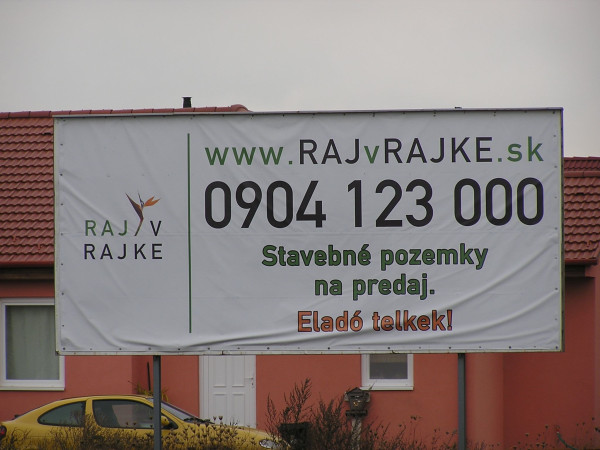 RAJ V
RAJKE
www.RAJvRAJKE.sk
0904 123 000
Stavebné pozemky
na predaj.
Eladó telkek!